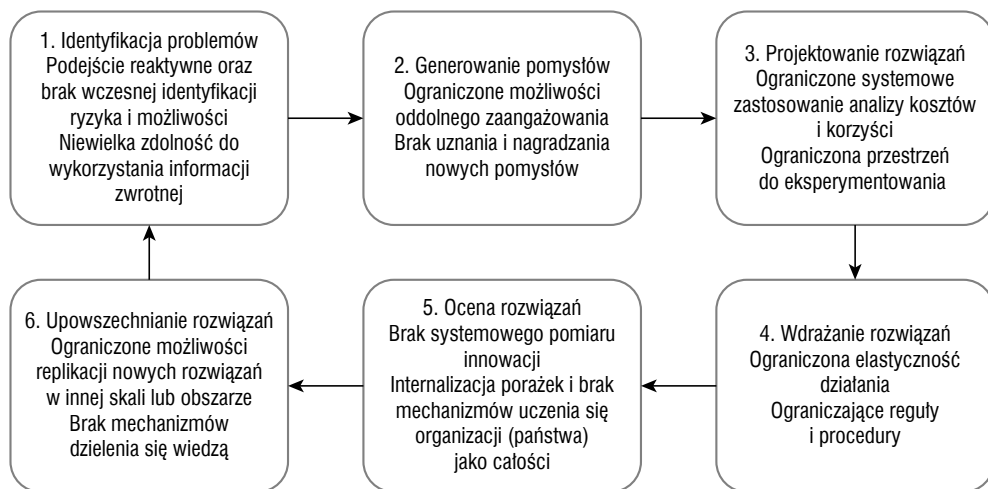 1. Identyfikacja problemów
Podejście reaktywne oraz
brak wczesnej identyfikacji
ryzyka i możliwości
Niewielka zdolność do
wykorzystania informacji
zwrotnej
2. Generowanie pomysłów
Ograniczone możliwości
oddolnego zaangażowania
Brak uznania i nagradzania
nowych pomysłów
3. Projektowanie rozwiązań
Ograniczone systemowe
zastosowanie analizy kosztów
i korzyści
Ograniczona przestrzeń
do eksperymentowania
4. Wdrażanie rozwiązań
Ograniczona elastyczność
działania
Ograniczające reguły
i procedury
5. Ocena rozwiązań
Brak systemowego pomiaru
innowacji
Internalizacja porażek i brak
mechanizmów uczenia się
organizacji (państwa)
jako całości
6. Upowszechnianie rozwiązań
Ograniczone możliwości
replikacji nowych rozwiązań
w innej skali lub obszarze
Brak mechanizmów
dzielenia się wiedzą